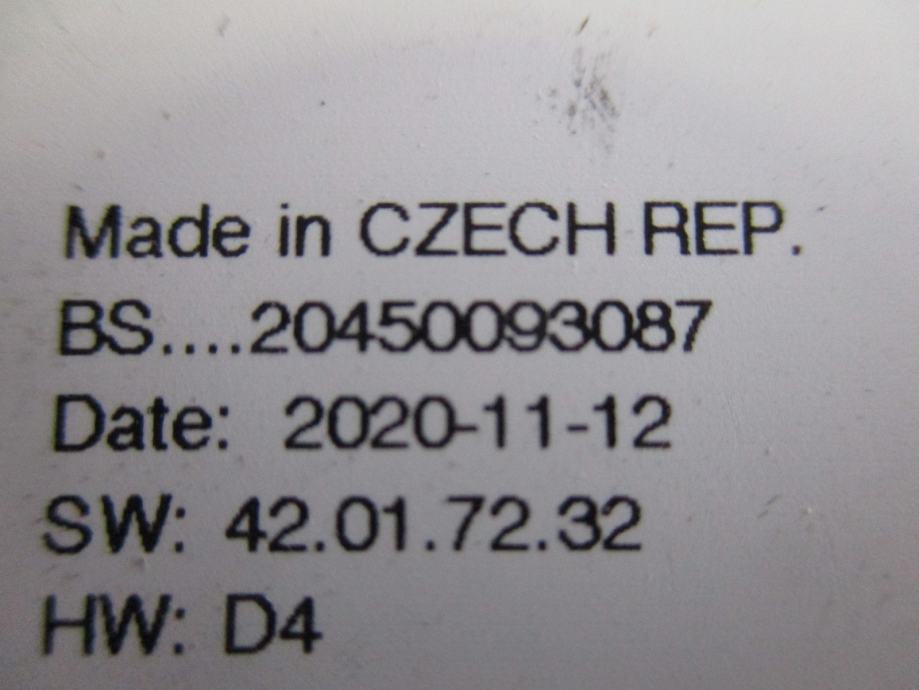 Made in CZECH REP.
BS....20450093087
Date: 2020-11-12
SW: 42.01.72.32
HW: D4